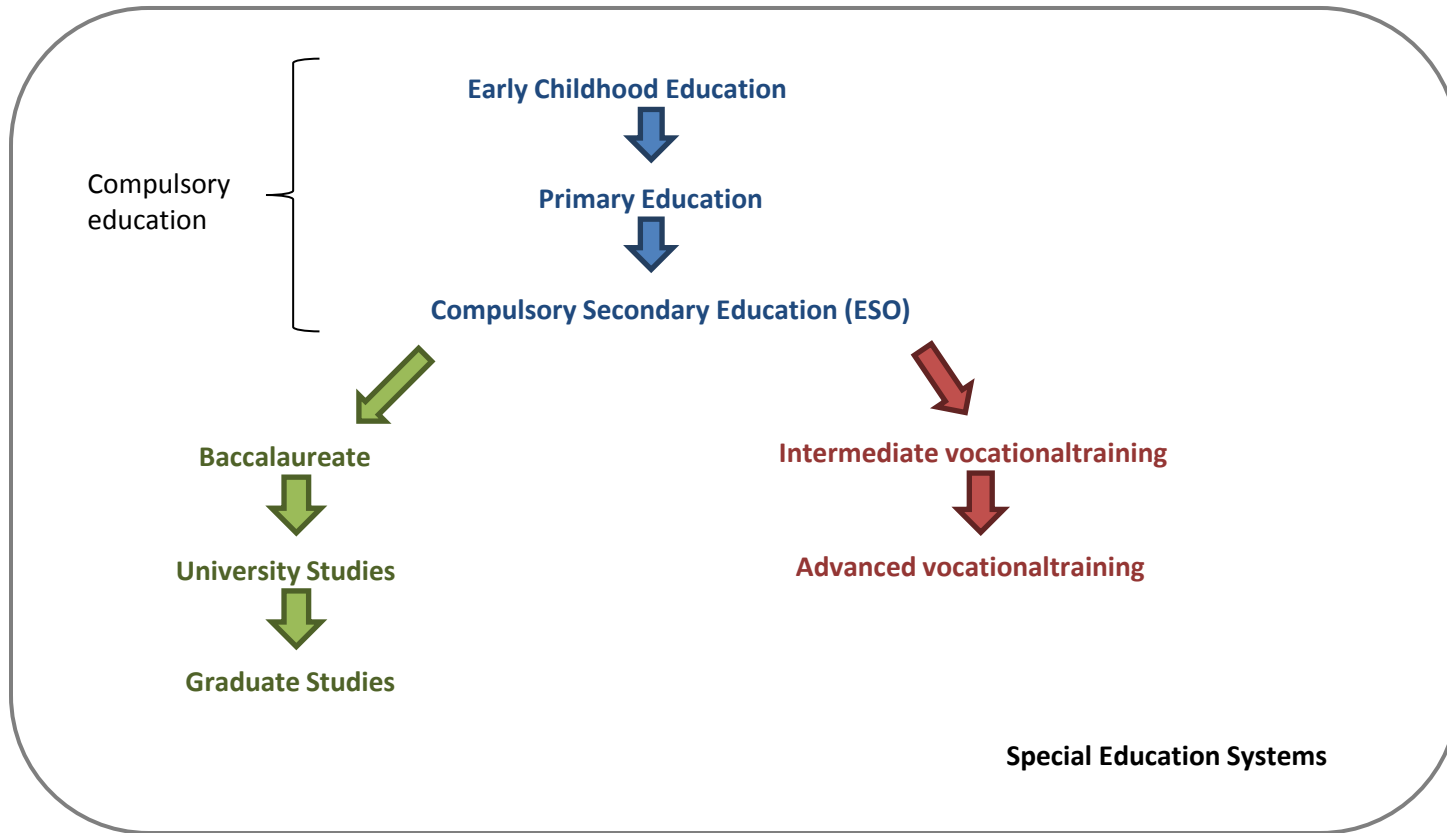 Early Childhood Education
Compulsory
education
Primary Education
Compulsory Secondary Education (ESO)
Baccalaureate
Intermediate vocationaltraining
University Studies
Advanced vocationaltraining
Graduate Studies
Special Education Systems